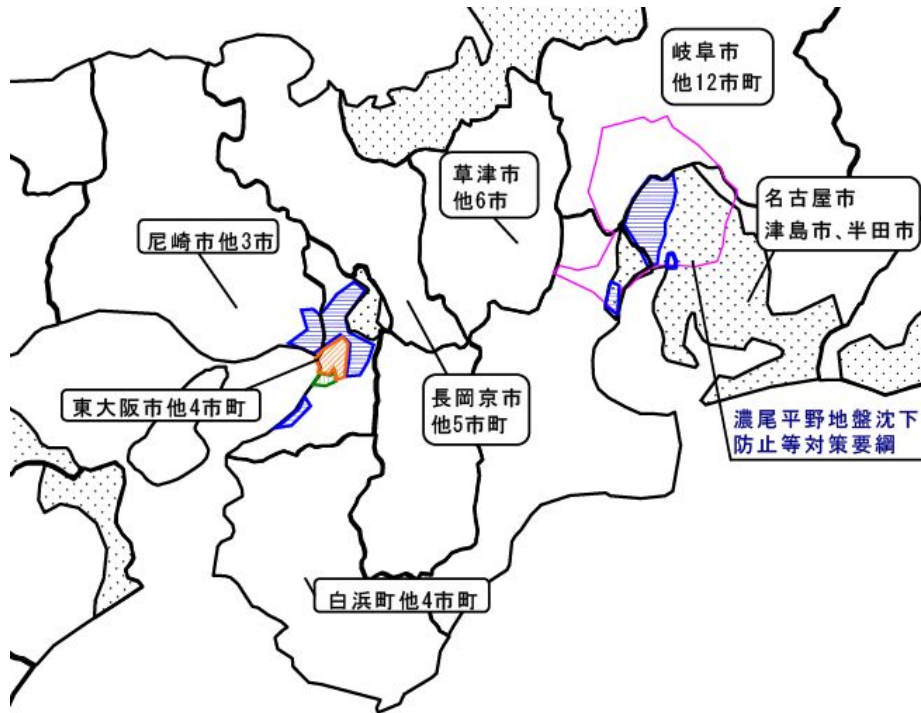 岐阜市
他12市町
草津市
他6市
名古屋市
津島市、半田市
尼崎市他3市
東大阪市他4市町
長岡京市
他5市町
濃尾平野地盤沈下
防止等対策要綱
白浜町他4市町